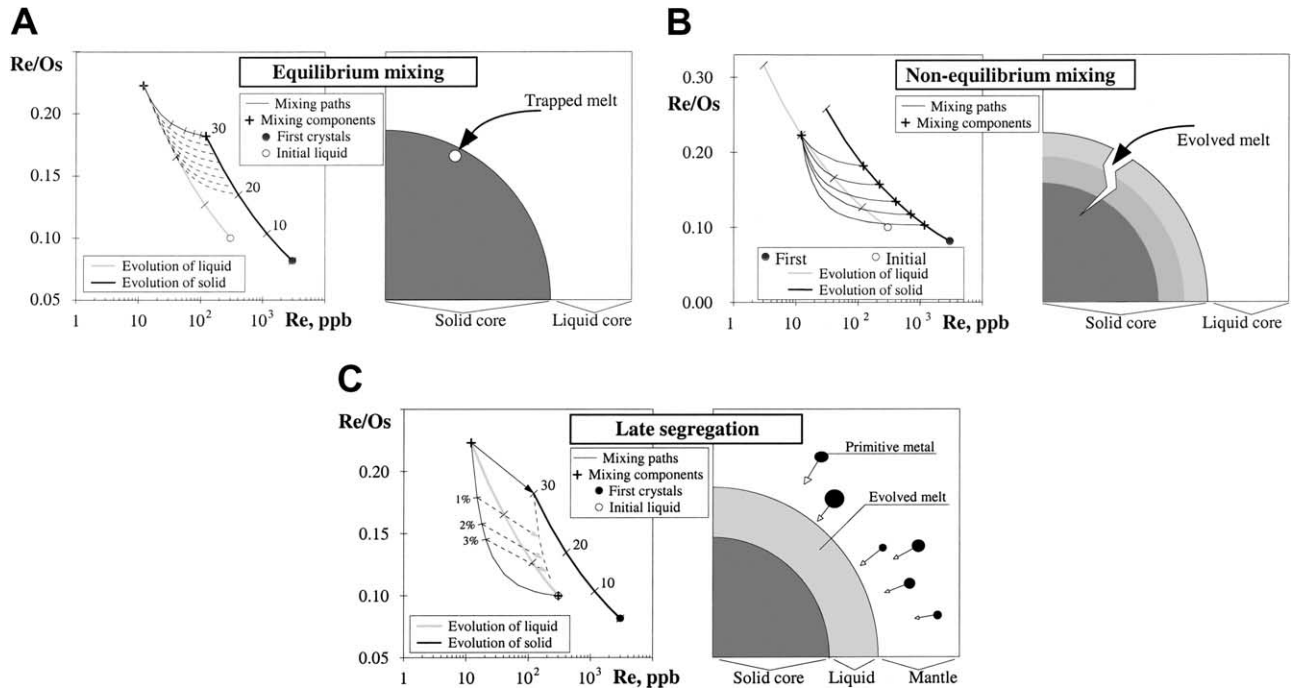 A
Re/Os
Equilibrium mixing
Mixing paths
Mixing components
First crystals
Initial liquid
Trapped melt
0.20
0.15
0.10
0.05
30
20
10
Evolution of liquid
Evolution of solid
1
10
10²
10³
Re, ppb
Solid core
Liquid core
B
Re/Os
Non-equilibrium mixing
Mixing paths
Mixing components
Evolved melt
0.30
0.20
0.10
0.00
First
Initial
Evolution of liquid
Evolution of solid
1
10
10²
10³
Re, ppb
Solid core
Liquid core
C
Re/Os
Late segregation
Mixing paths
Mixing components
First crystals
Initial liquid
Primitive metal
Evolved melt
0.20
0.15
0.10
0.05
30
20
10
1%
2%
3%
Evolution of liquid
Evolution of solid
1
10
10²
10³
Re, ppb
Solid core
Liquid
Mantle